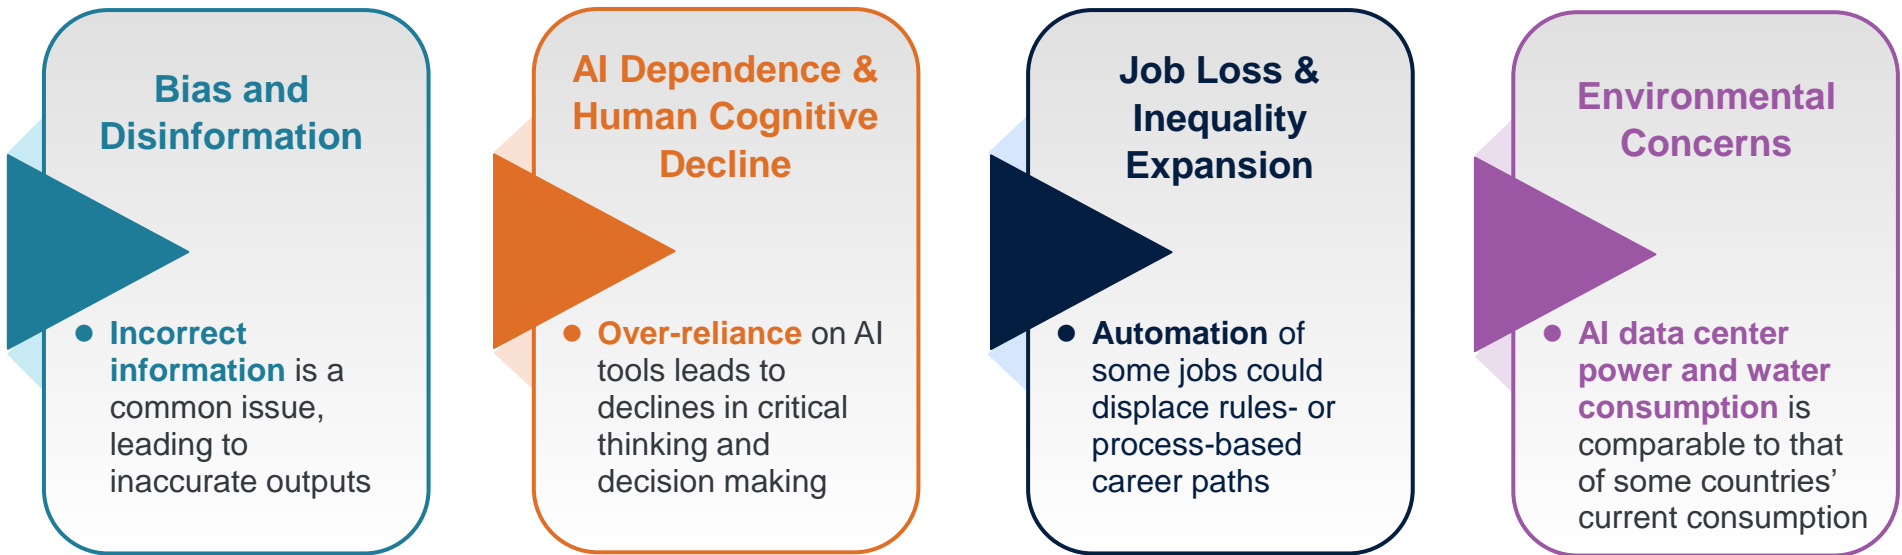 Bias and
Disinformation
● Incorrect
information is a
common issue,
leading to
inaccurate outputs
AI Dependence &
Human Cognitive
Decline
● Over-reliance on AI
tools leads to
declines in critical
thinking and
decision making
Job Loss &
Inequality
Expansion
● Automation of
some jobs could
displace rules- or
process-based
career paths
Environmental
Concerns
● AI data center
power and water
consumption is
comparable to that
of some countries’
current consumption